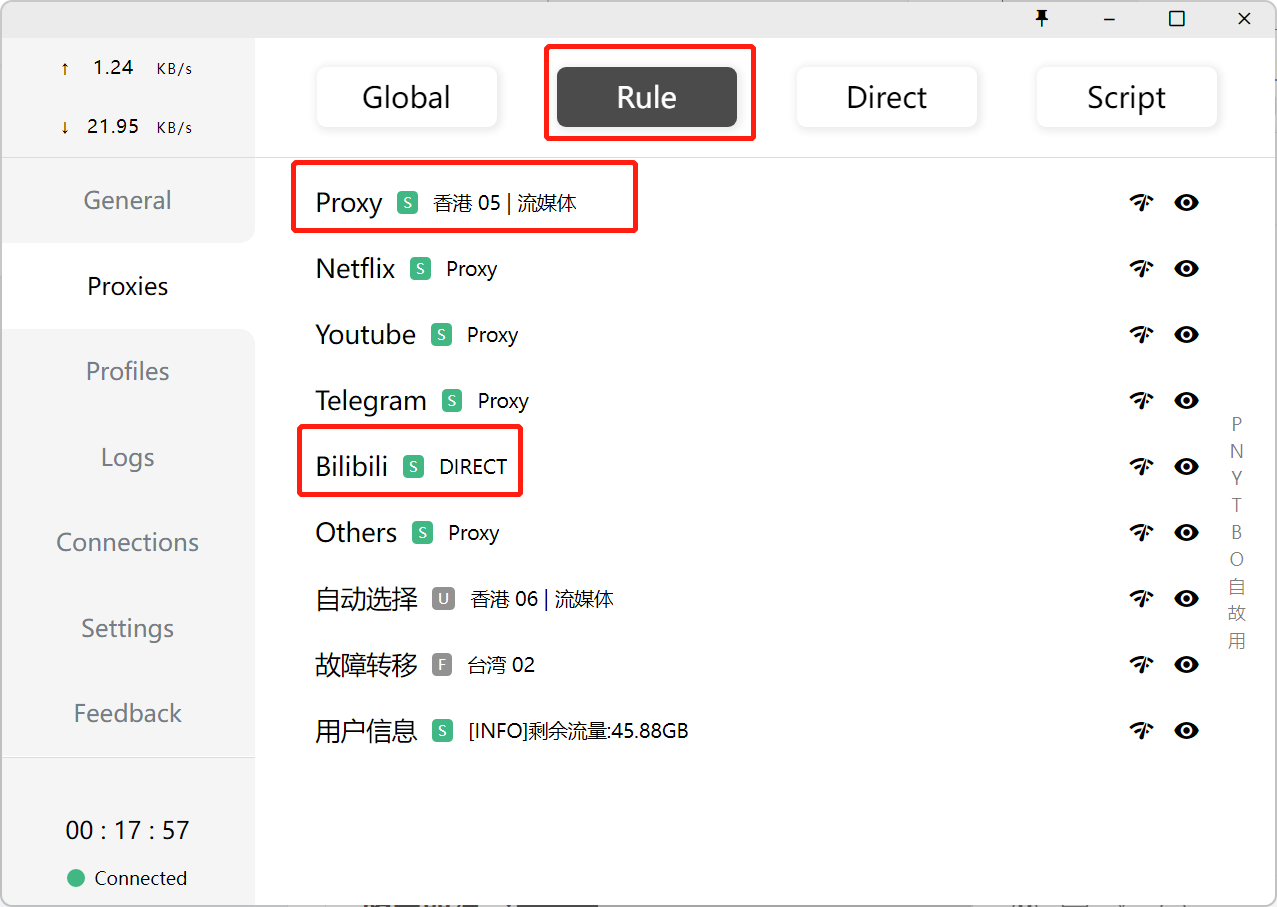 ↑ 1.24 KB/s
↓ 21.95 KB/s
General
Proxies
Profiles
Logs
Connections
Settings
Feedback
00 : 17 : 57
Connected
Global Rule Direct Script
Proxy S 香港 05 | 流媒体
Netflix S Proxy
Youtube S Proxy
Telegram S Proxy
Bilibili S DIRECT
Others S Proxy
自动选择 U 香港 06 | 流媒体
故障转移 F 台湾 02
用户信息 S [INFO]剩余流量:45.88GB
P
N
Y
T
B
O
自
故
用